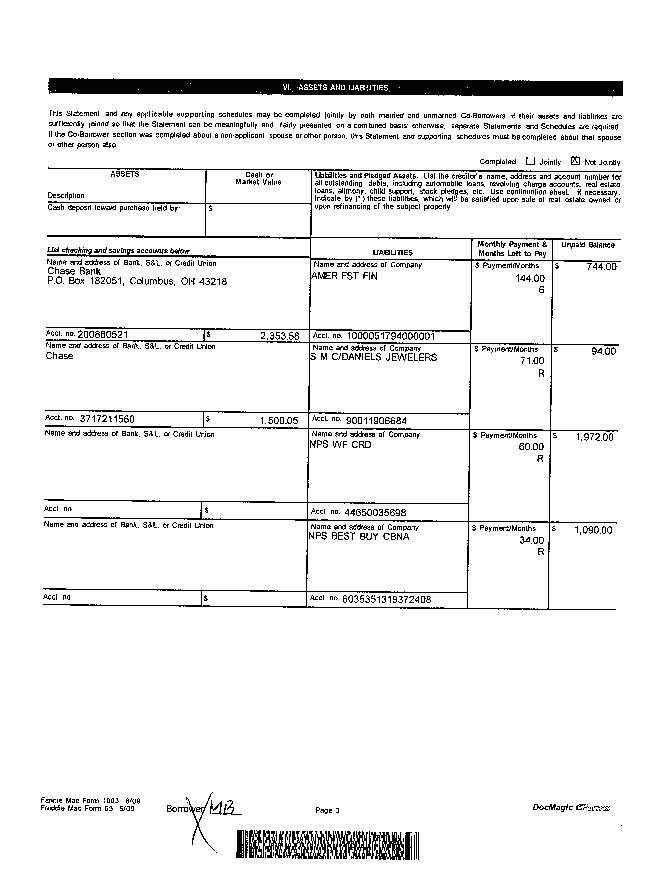 VI. ASSETS AND LIABILITIES
This Statement and any applicable supporting schedules may be completed jointly by both married and unmarried Co-Borrowers if their assets and liabilities are
sufficiently joined so that the Statement can be meaningfully and fairly presented on a combined basis; otherwise, separate Statements and Schedules are required.
If the Co-Borrower section was completed about a non-applicant spouse or other person, this Statement and supporting schedules must be completed about that spouse
or other person also.
Completed ☐ Jointly ☒ Not Jointly
ASSETS
Cash or
Market Value
Description
Cash deposit toward purchase held by:
$
Liabilities and Pledged Assets. List the creditor's name, address and account number for
all outstanding debts, including automobile loans, revolving charge accounts, real estate
loans, alimony, child support, stock pledges, etc. Use continuation sheet, if necessary.
Indicate by (*) these liabilities, which will be satisfied upon sale of real estate owned or
upon refinancing of the subject property.
List checking and savings accounts below
LIABILITIES
Monthly Payment &
Months Left to Pay
Unpaid Balance
Name and address of Bank, S&L, or Credit Union
Chase Bank
P.O. Box 182051, Columbus, OH 43218
Acct. no. 200880521 $ 2,353.58
Name and address of Company
AMER FST FIN
Acct. no. 1000051794000001
$ Payment/Months
144.00
6
$ 744.00
Name and address of Bank, S&L, or Credit Union
Chase
Acct. no. 3717211560 $ 1,500.05
Name and address of Company
S M C/DANIELS JEWELERS
Acct. no. 90011906684
$ Payment/Months
71.00
R
$ 94.00
Name and address of Bank, S&L, or Credit Union
Acct. no. $
Name and address of Company
NPS WF CRD
Acct. no. 44650035698
$ Payment/Months
60.00
R
$ 1,972.00
Name and address of Bank, S&L, or Credit Union
Acct. no. $
Name and address of Company
NPS BEST BUY CBNA
Acct. no. 6035351319372408
$ Payment/Months
34.00
R
$ 1,090.00
Fannie Mae Form 1003 6/09
Freddie Mac Form 65 6/09
Borrower MB
Page 3
DocMagic